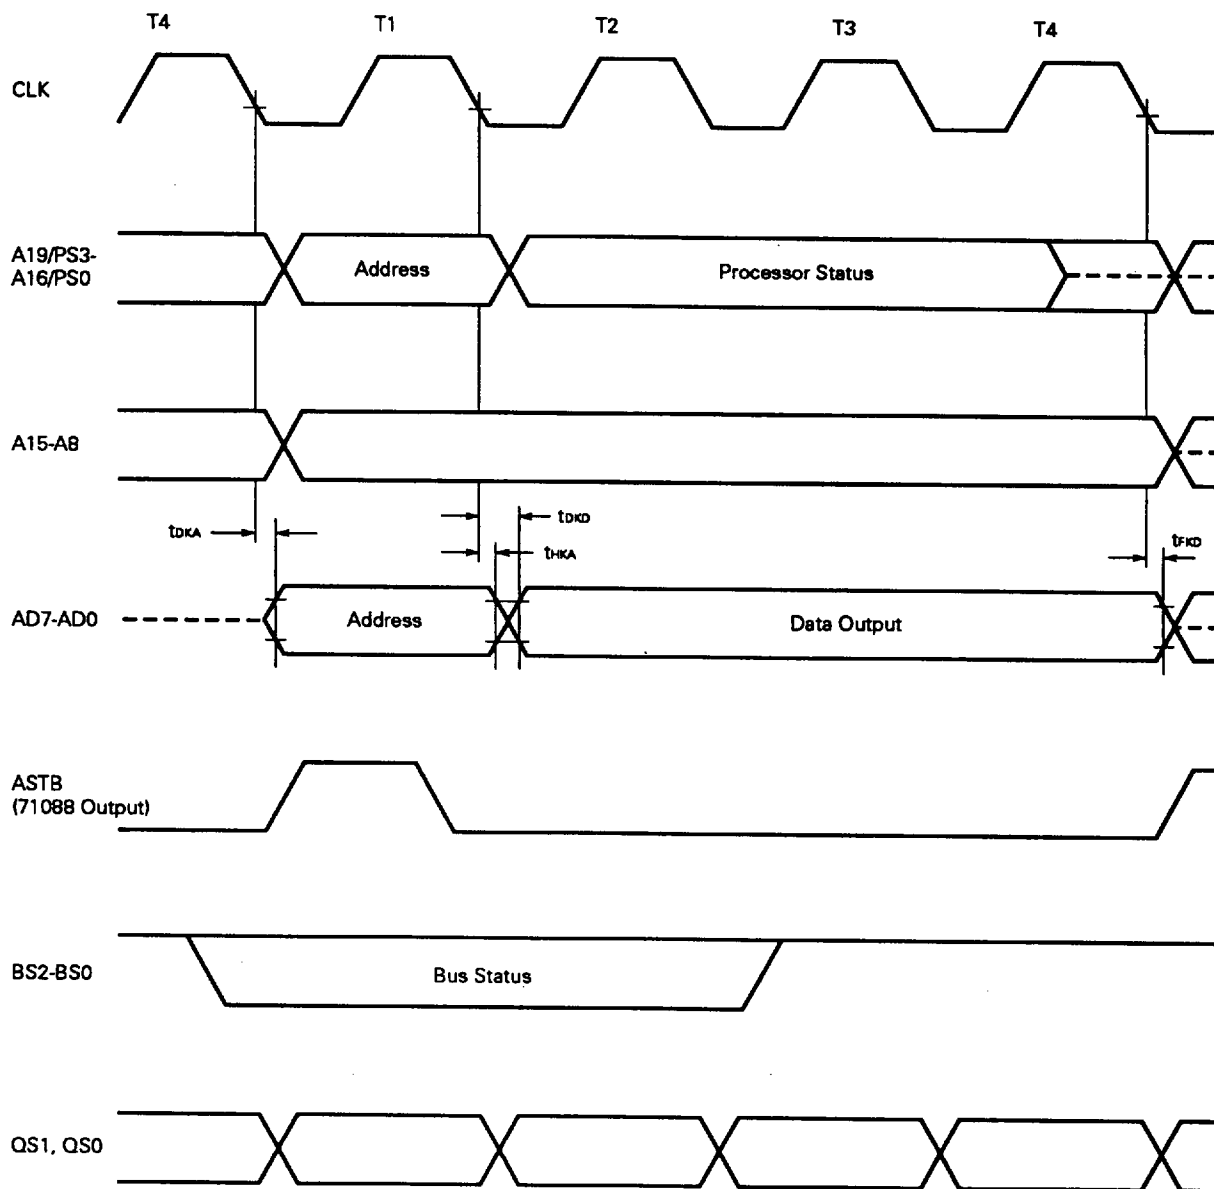 T4 T1 T2 T3 T4
CLK
A19/PS3-
A16/PS0
Address
Processor Status
A15-A8
tDKA
tDKD
tHKA
tFKD
AD7-AD0
Address
Data Output
ASTB
(71088 Output)
BS2-BS0
Bus Status
QS1, QS0